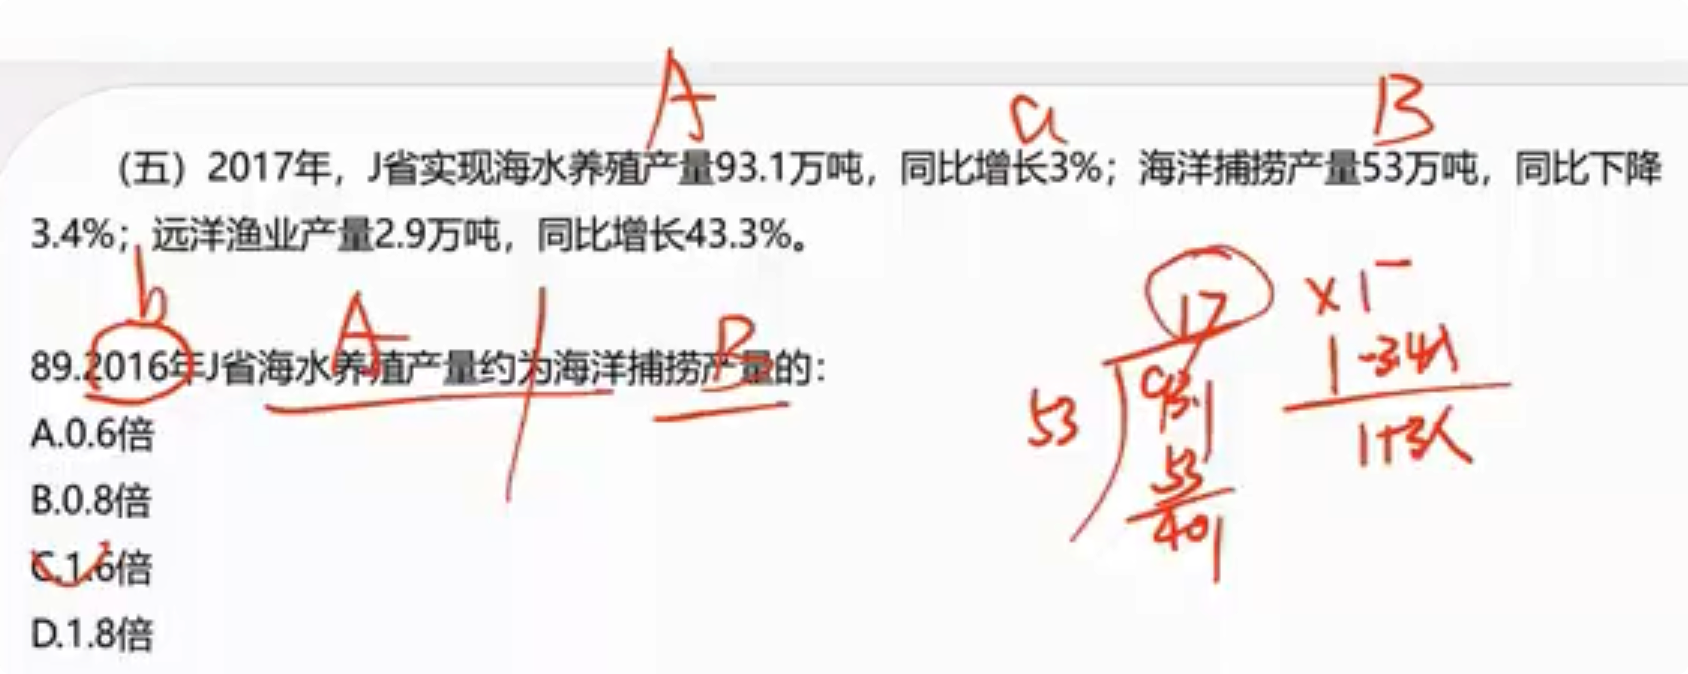 A a B
（五）2017年，J省实现海水养殖产量93.1万吨，同比增长3%；海洋捕捞产量53万吨，同比下降
3.4%；远洋渔业产量2.9万吨，同比增长43.3%。
b A B
89.2016年J省海水养殖产量约为海洋捕捞产量的：
A.0.6倍
B.0.8倍
C.1.6倍
D.1.8倍
17 ×1⁻
53 93.1 1-3.4%
53 1+3%
401